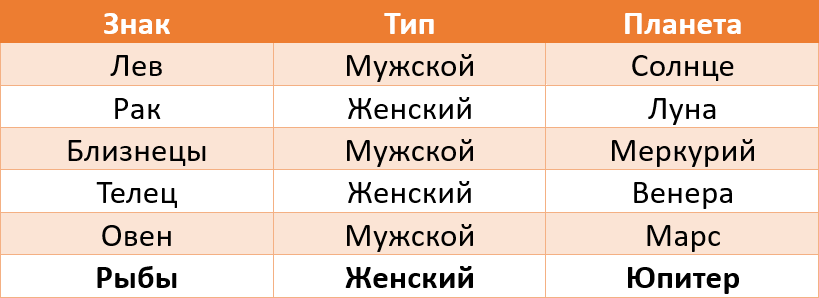 Знак Тип Планета
Лев Мужской Солнце
Рак Женский Луна
Близнецы Мужской Меркурий
Телец Женский Венера
Овен Мужской Марс
Рыбы Женский Юпитер